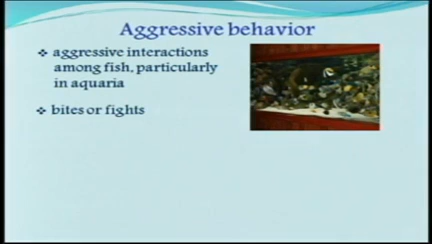 Aggressive behavior
❖ aggressive interactions
among fish, particularly
in aquaria
❖ bites or fights